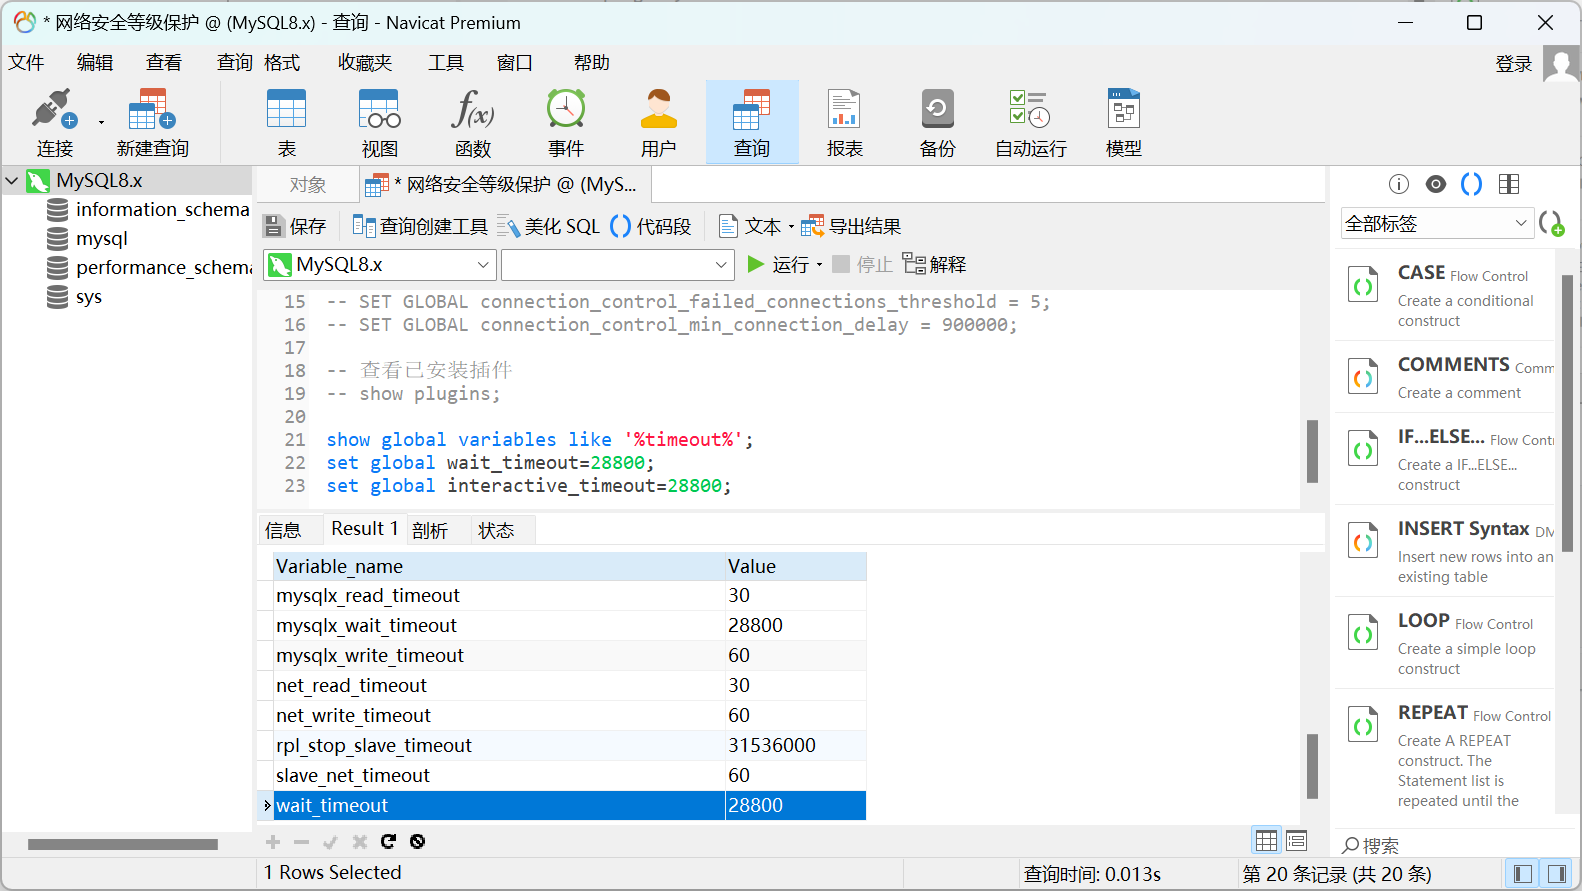 * 网络安全等级保护 @ (MySQL8.x) - 查询 - Navicat Premium
文件 编辑 查看 查询 格式 收藏夹 工具 窗口 帮助 登录
连接 新建查询 表 视图 函数 事件 用户 查询 报表 备份 自动运行 模型
MySQL8.x
information_schema
mysql
performance_schema
sys
对象 * 网络安全等级保护 @ (MyS...
保存 查询创建工具 美化 SQL 代码段 文本 导出结果
MySQL8.x 运行 停止 解释
15 -- SET GLOBAL connection_control_failed_connections_threshold = 5;
16 -- SET GLOBAL connection_control_min_connection_delay = 900000;
17
18 -- 查看已安装插件
19 -- show plugins;
20
21 show global variables like '%timeout%';
22 set global wait_timeout=28800;
23 set global interactive_timeout=28800;
信息 Result 1 剖析 状态
Variable_name Value
mysqlx_read_timeout 30
mysqlx_wait_timeout 28800
mysqlx_write_timeout 60
net_read_timeout 30
net_write_timeout 60
rpl_stop_slave_timeout 31536000
slave_net_timeout 60
wait_timeout 28800
1 Rows Selected 查询时间: 0.013s 第 20 条记录 (共 20 条)
全部标签
CASE Flow Control
Create a conditional
construct
COMMENTS Comm
Create a comment
IF...ELSE... Flow Cont
Create a IF...ELSE...
construct
INSERT Syntax DM
Insert new rows into an
existing table
LOOP Flow Control
Create a simple loop
construct
REPEAT Flow Control
Create A REPEAT
construct. The
Statement list is
repeated until the
搜索